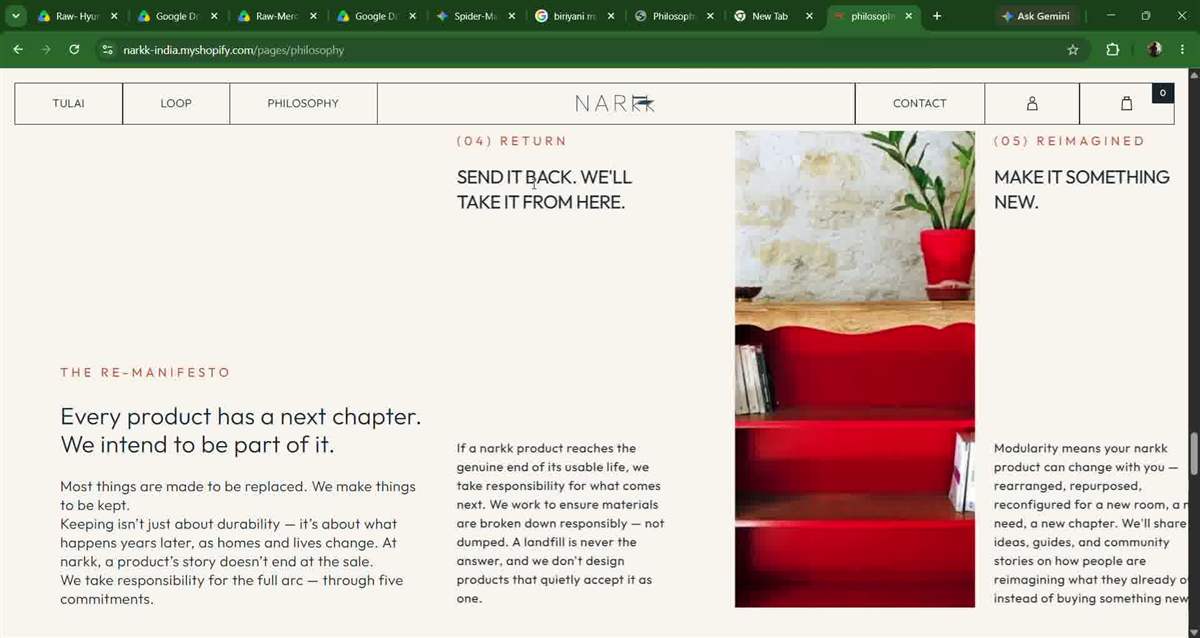 Raw- Hyun
Google Dr
Raw-Merc
Google Dr
Spider-Ma
biriyani m
Philosoph
New Tab
philosoph
Ask Gemini
narkk-india.myshopify.com/pages/philosophy
TULAI
LOOP
PHILOSOPHY
NARKK
CONTACT
0
(04) RETURN
SEND IT BACK. WE'LL
TAKE IT FROM HERE.
(05) REIMAGINED
MAKE IT SOMETHING
NEW.
THE RE-MANIFESTO
Every product has a next chapter.
We intend to be part of it.
Most things are made to be replaced. We make things
to be kept.
Keeping isn't just about durability — it's about what
happens years later, as homes and lives change. At
narkk, a product's story doesn't end at the sale.
We take responsibility for the full arc — through five
commitments.
If a narkk product reaches the
genuine end of its usable life, we
take responsibility for what comes
next. We work to ensure materials
are broken down responsibly — not
dumped. A landfill is never the
answer, and we don't design
products that quietly accept it as
one.
Modularity means your narkk
product can change with you —
rearranged, repurposed,
reconfigured for a new room, a n
need, a new chapter. We'll share
ideas, guides, and community
stories on how people are
reimagining what they already o
instead of buying something new